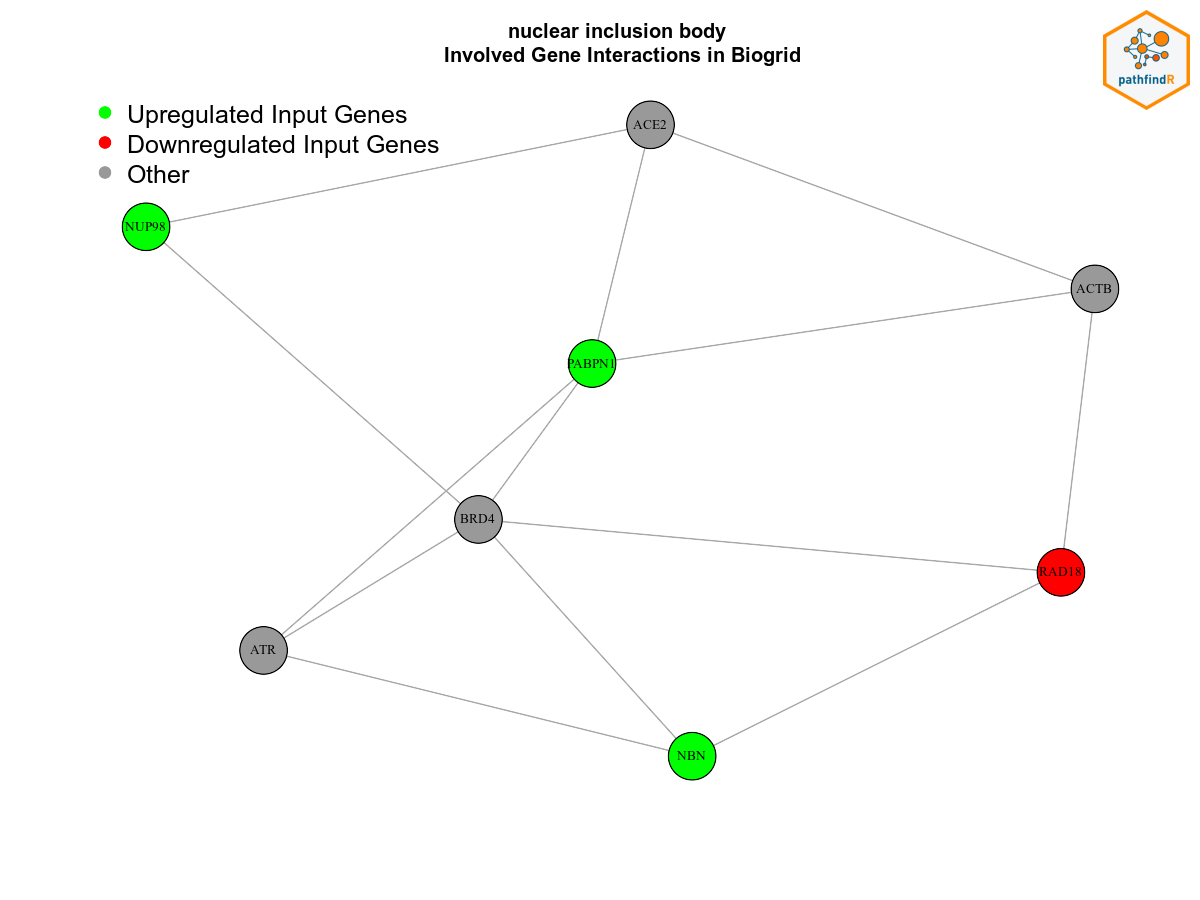 nuclear inclusion body
Involved Gene Interactions in Biogrid
pathfindR
Upregulated Input Genes
Downregulated Input Genes
Other
ACE2
NUP98
ACTB
PABPN1
BRD4
RAD18
ATR
NBN